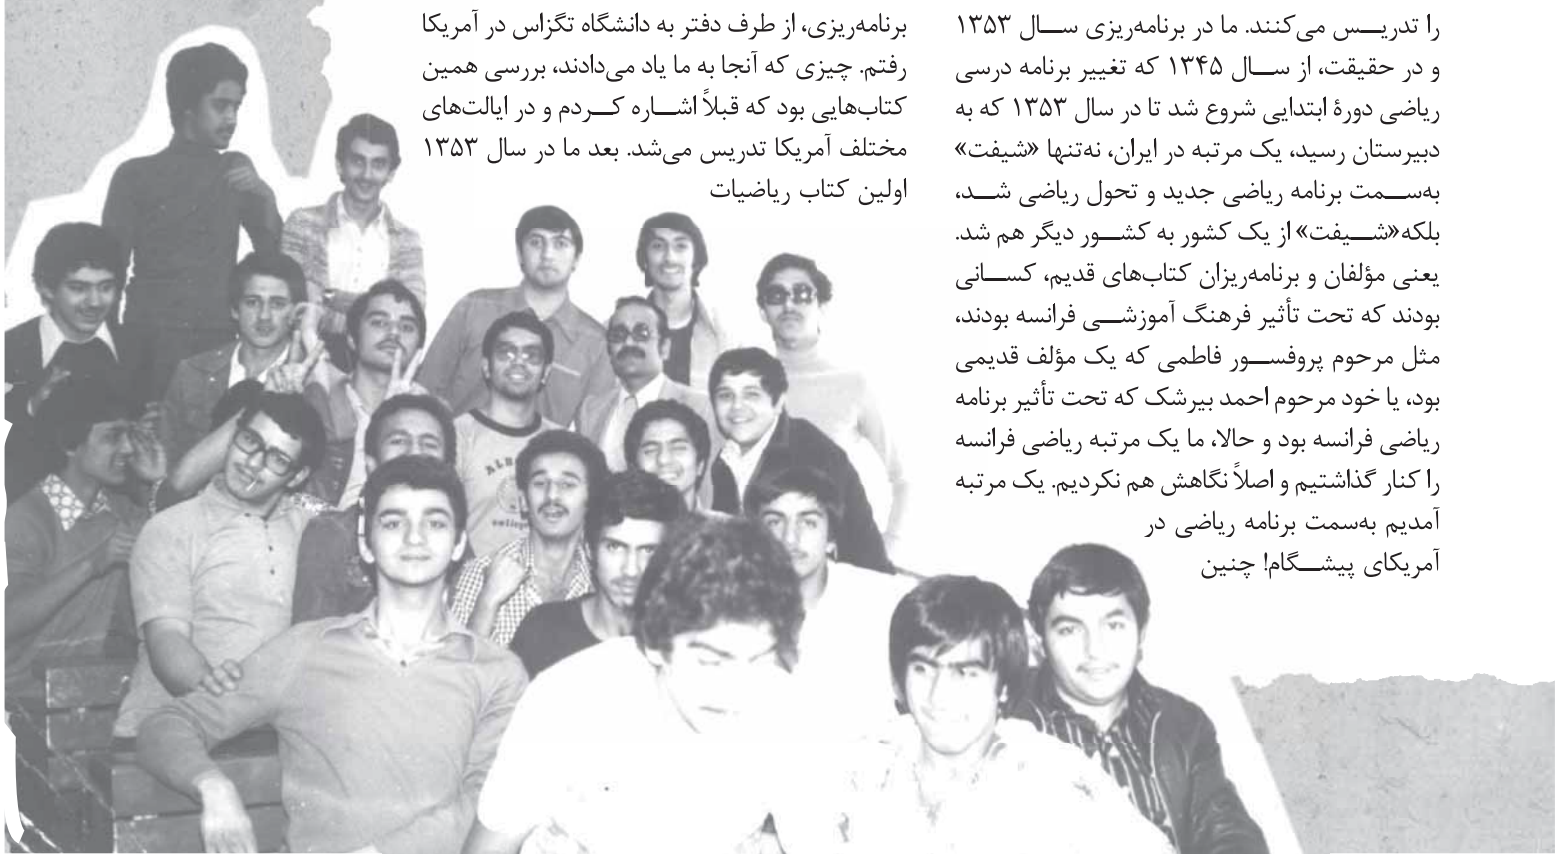 را تدریس می‌کنند. ما در برنامه‌ریزی سال ۱۳۵۳
و در حقیقت، از سال ۱۳۴۵ که تغییر برنامه درسی
ریاضی دورهٔ ابتدایی شروع شد تا در سال ۱۳۵۳ که به
دبیرستان رسید، یک مرتبه در ایران، نه‌تنها «شیفت»
به‌سمت برنامه ریاضی جدید و تحول ریاضی شد،
بلکه«شیفت» از یک کشور به کشور دیگر هم شد.
یعنی مؤلفان و برنامه‌ریزان کتاب‌های قدیم، کسانی
بودند که تحت تأثیر فرهنگ آموزشی فرانسه بودند،
مثل مرحوم پروفسور فاطمی که یک مؤلف قدیمی
بود، یا خود مرحوم احمد بیرشک که تحت تأثیر برنامه
ریاضی فرانسه بود و حالا، ما یک مرتبه ریاضی فرانسه
را کنار گذاشتیم و اصلاً نگاهش هم نکردیم. یک مرتبه
آمدیم به‌سمت برنامه ریاضی در
آمریکای پیشگام! چنین
برنامه‌ریزی، از طرف دفتر به دانشگاه تگزاس در آمریکا
رفتم. چیزی که آنجا به ما یاد می‌دادند، بررسی همین
کتاب‌هایی بود که قبلاً اشاره کردم و در ایالت‌های
مختلف آمریکا تدریس می‌شد. بعد ما در سال ۱۳۵۳
اولین کتاب ریاضیات